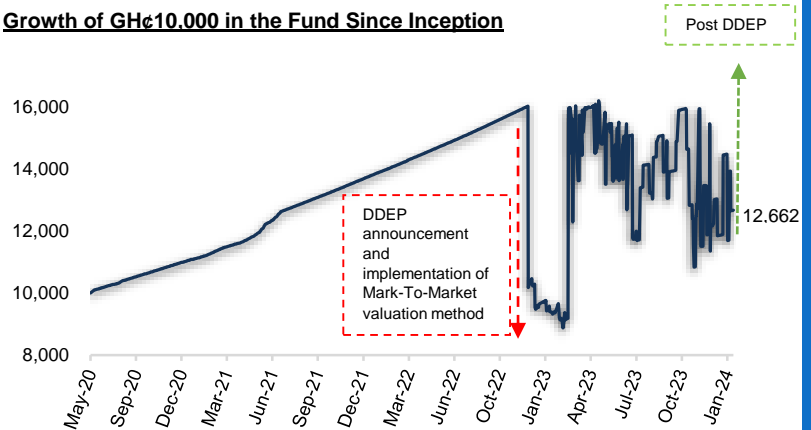 Growth of GH¢10,000 in the Fund Since Inception
Post DDEP
16,000
14,000
12,000
10,000
8,000
DDEP
announcement
and
implementation of
Mark-To-Market
valuation method
12.662
May-20
Sep-20
Dec-20
Mar-21
Jun-21
Sep-21
Dec-21
Mar-22
Jun-22
Oct-22
Jan-23
Apr-23
Jul-23
Oct-23
Jan-24